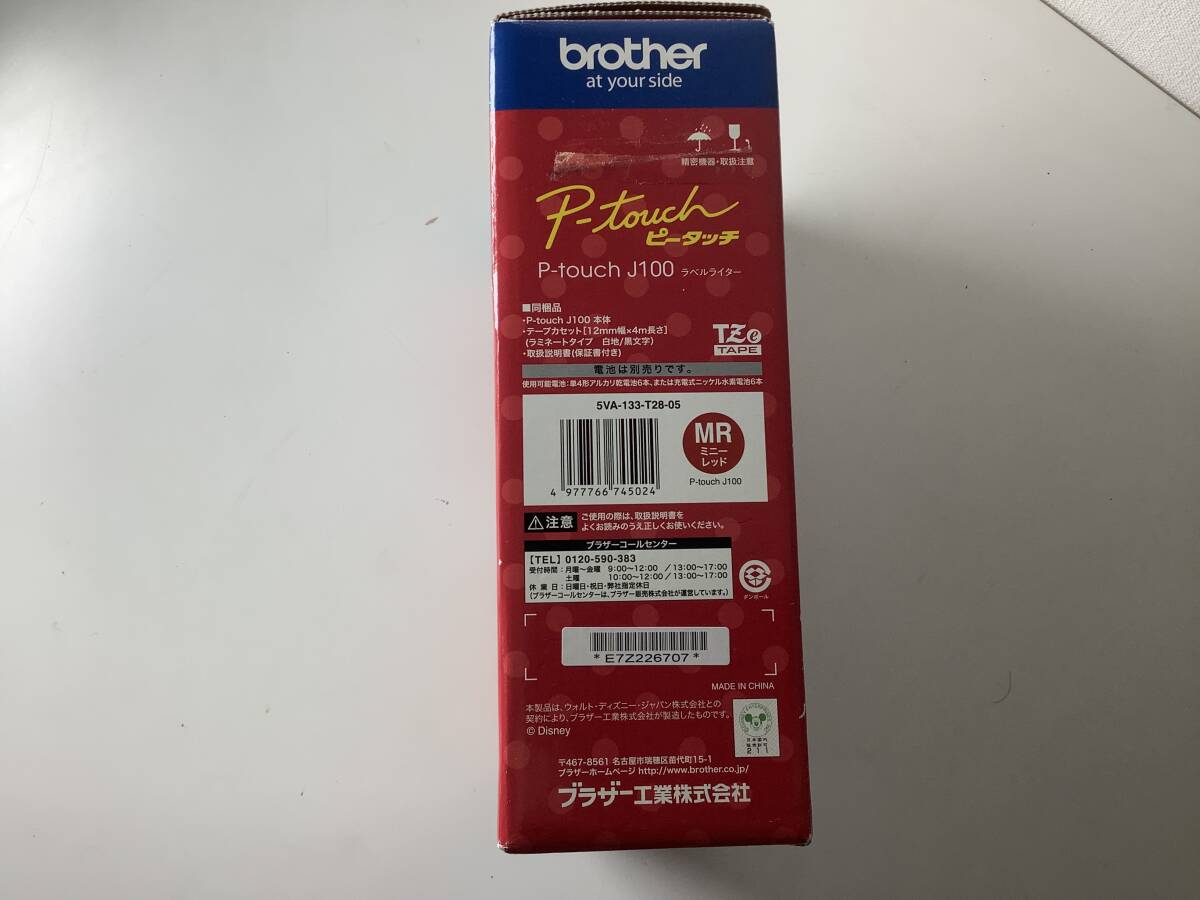 brother
at your side
精密機器・取扱注意
P-touch
ピータッチ
P-touch J100 ラベルライター
■同梱品
・P-touch J100 本体
・テープカセット[12mm幅×4m長さ]
(ラミネートタイプ 白地/黒文字)
・取扱説明書(保証書付き)
TZe
TAPE
電池は別売りです。
使用可能電池:単4形アルカリ乾電池6本、または充電式ニッケル水素電池6本
5VA-133-T28-05
MR
ミニー
レッド
4 977766 745024
P-touch J100
注意
ご使用の際は、取扱説明書を
よくお読みのうえ正しくお使いください。
ブラザーコールセンター
[TEL] 0120-590-383
受付時間:月曜〜金曜 9:00〜12:00 / 13:00〜17:00
土曜 10:00〜12:00 / 13:00〜17:00
休業日:日曜日・祝日・弊社指定休日
(ブラザーコールセンターは、ブラザー販売株式会社が運営しています。)
ダンボール
*E7Z226707*
MADE IN CHINA
本製品は、ウォルト・ディズニー・ジャパン株式会社との
契約により、ブラザー工業株式会社が製造したものです。
© Disney
日本国内
販売許可
211
〒467-8561 名古屋市瑞穂区苗代町15-1
ブラザーホームページ http://www.brother.co.jp/
ブラザー工業株式会社